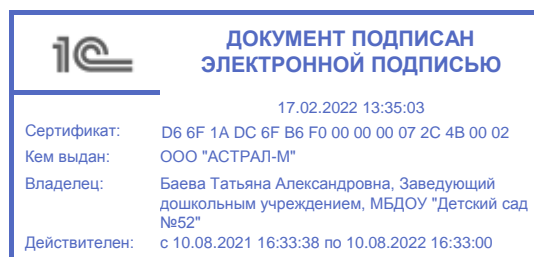 1С
ДОКУМЕНТ ПОДПИСАН
ЭЛЕКТРОННОЙ ПОДПИСЬЮ
17.02.2022 13:35:03
Сертификат: D6 6F 1A DC 6F B6 F0 00 00 00 07 2C 4B 00 02
Кем выдан: ООО "АСТРАЛ-М"
Владелец: Баева Татьяна Александровна, Заведующий
дошкольным учреждением, МБДОУ "Детский сад
№52"
Действителен: с 10.08.2021 16:33:38 по 10.08.2022 16:33:00